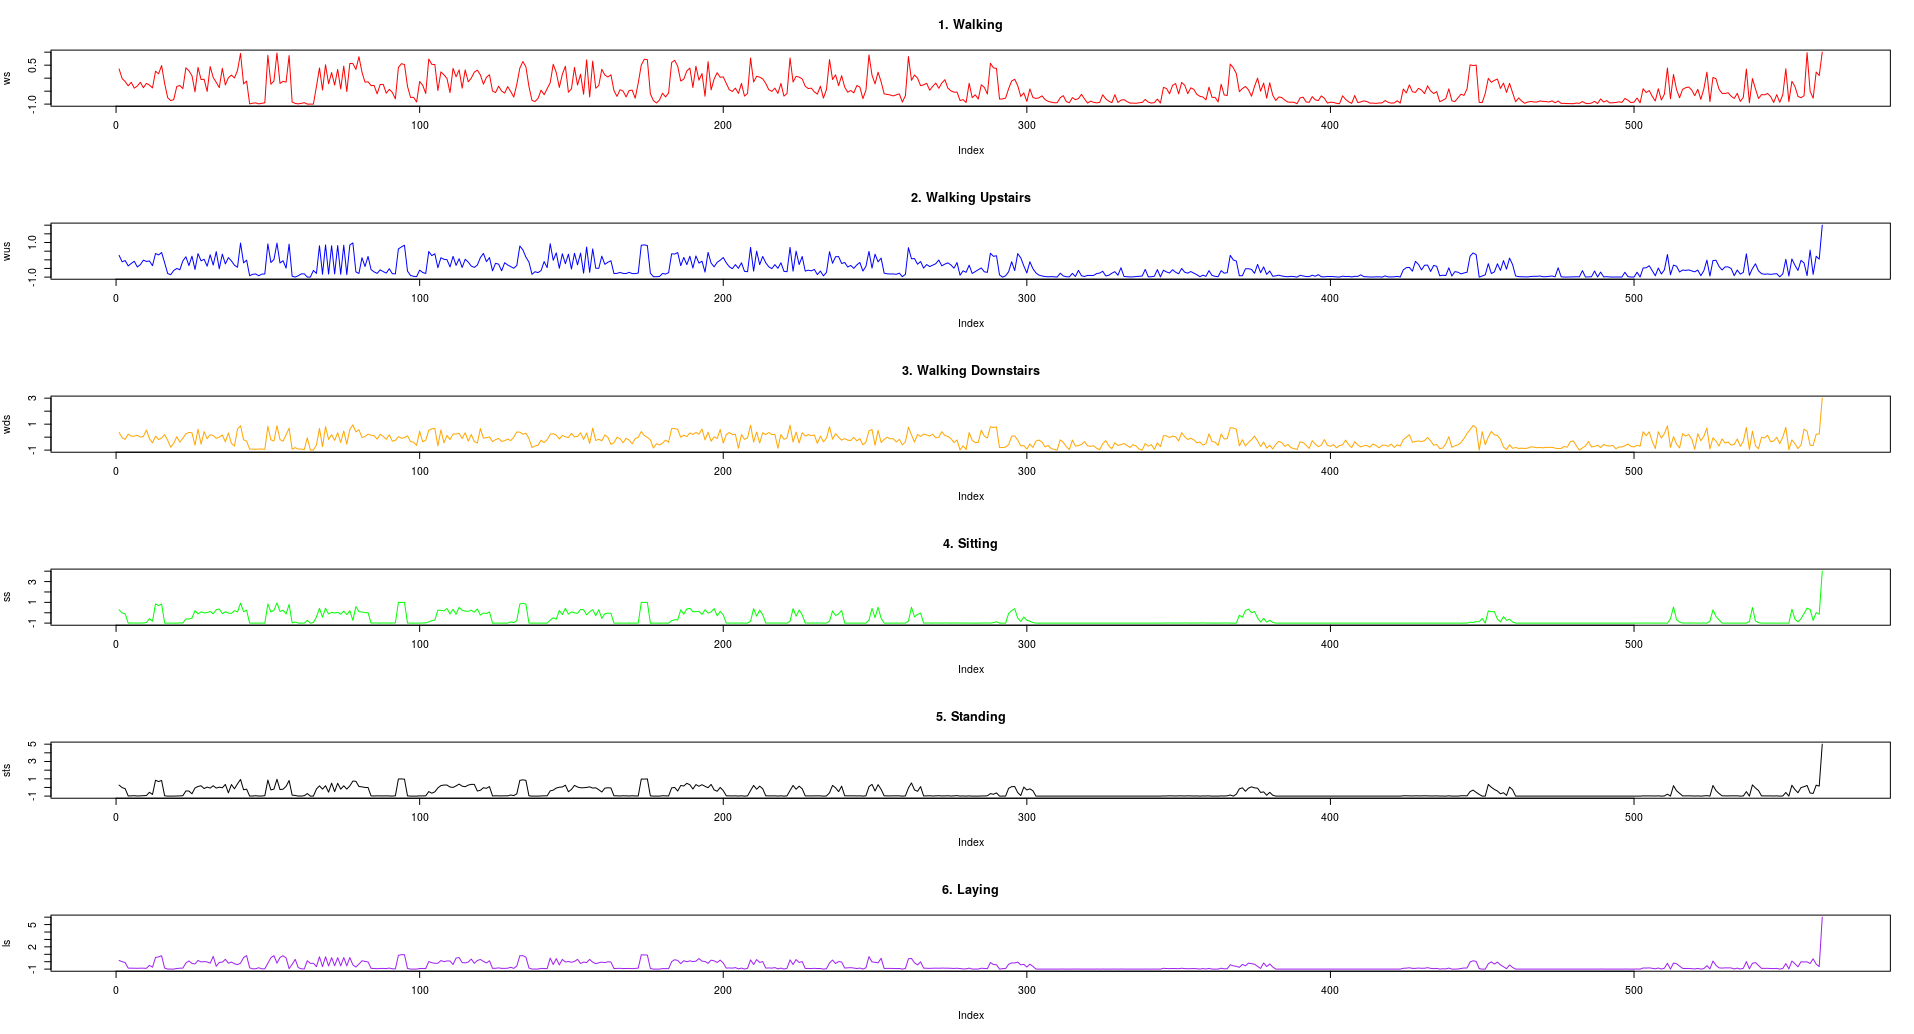 1. Walking
ws
0.5
-1.0
0 100 200 300 400 500
Index
2. Walking Upstairs
wus
1.0
-1.0
0 100 200 300 400 500
Index
3. Walking Downstairs
wds
3
1
-1
0 100 200 300 400 500
Index
4. Sitting
ss
3
1
-1
0 100 200 300 400 500
Index
5. Standing
sts
5
3
1
-1
0 100 200 300 400 500
Index
6. Laying
ls
5
2
-1
0 100 200 300 400 500
Index